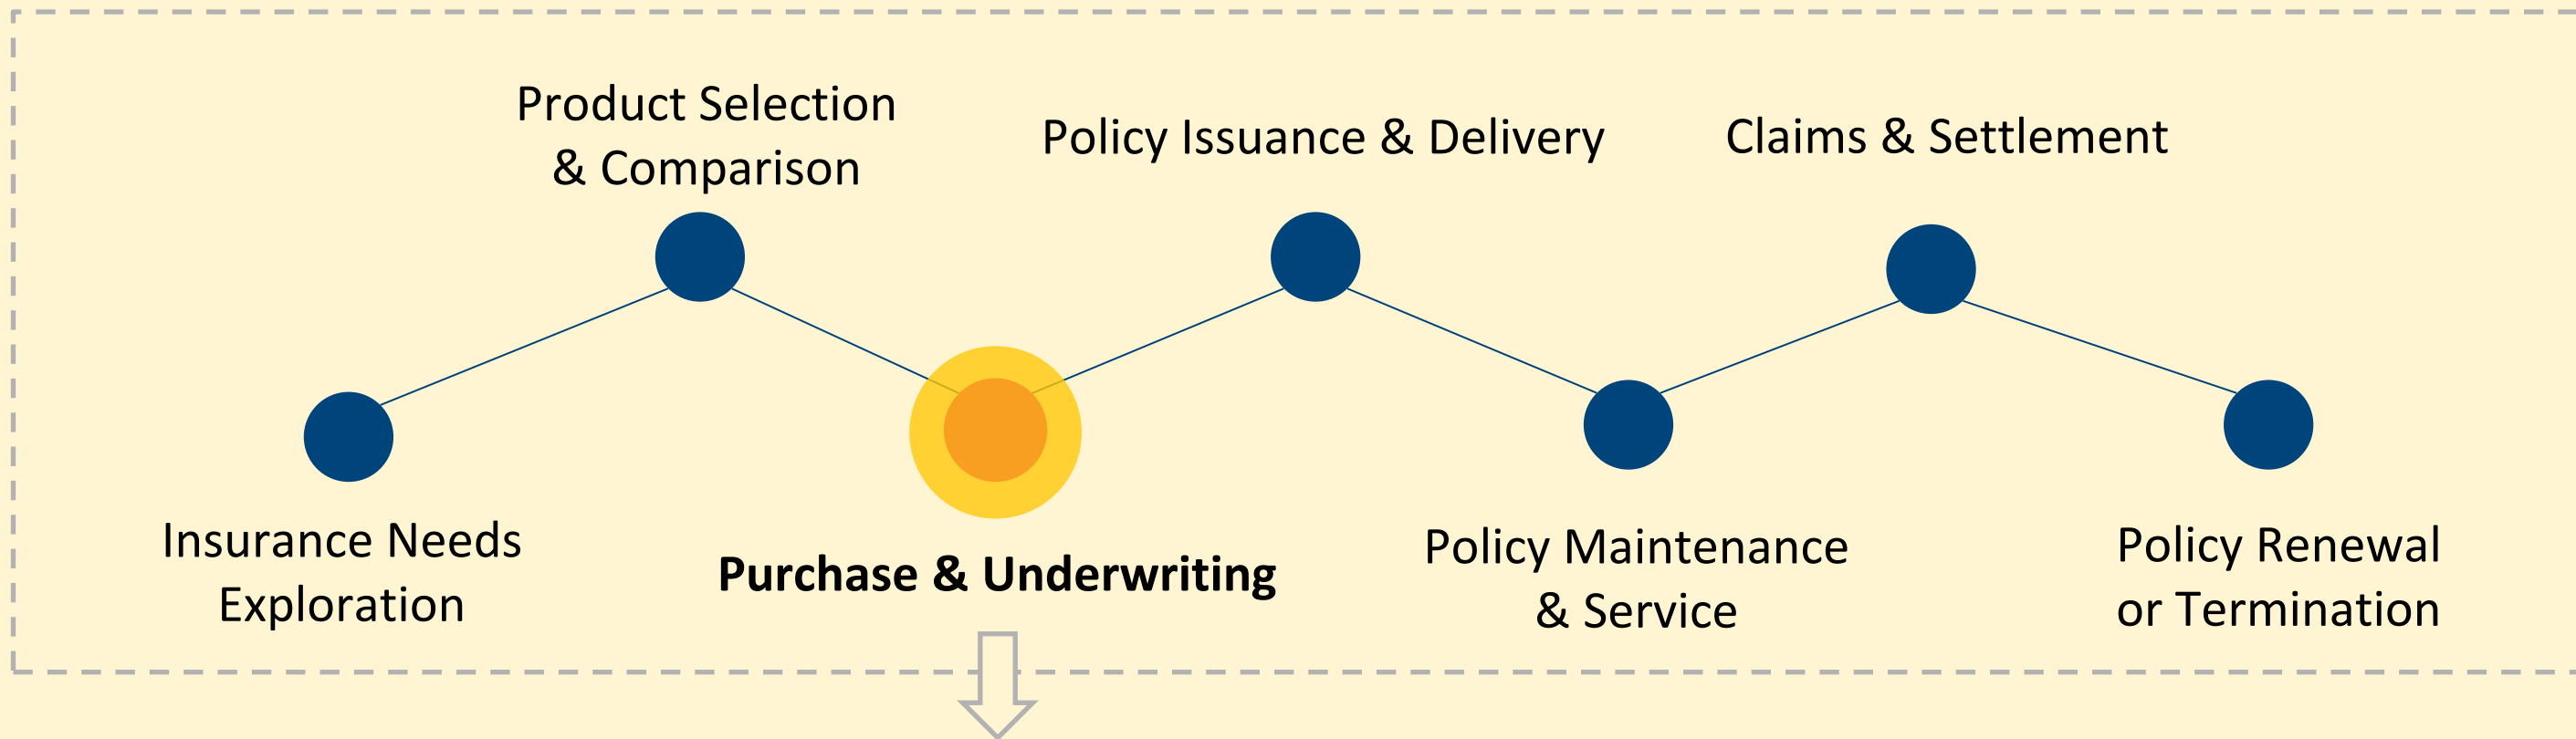 Product Selection
& Comparison
Policy Issuance & Delivery
Claims & Settlement
Insurance Needs
Exploration
Purchase & Underwriting
Policy Maintenance
& Service
Policy Renewal
or Termination